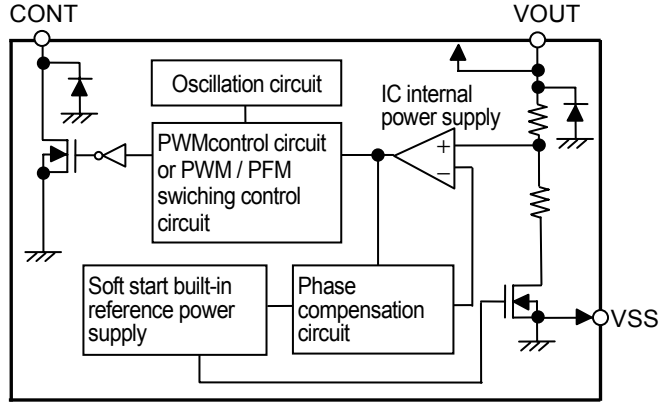 CONT
VOUT
Oscillation circuit
IC internal
power supply
PWMcontrol circuit
or PWM / PFM
swiching control
circuit
+
−
Soft start built-in
reference power
supply
Phase
compensation
circuit
VSS